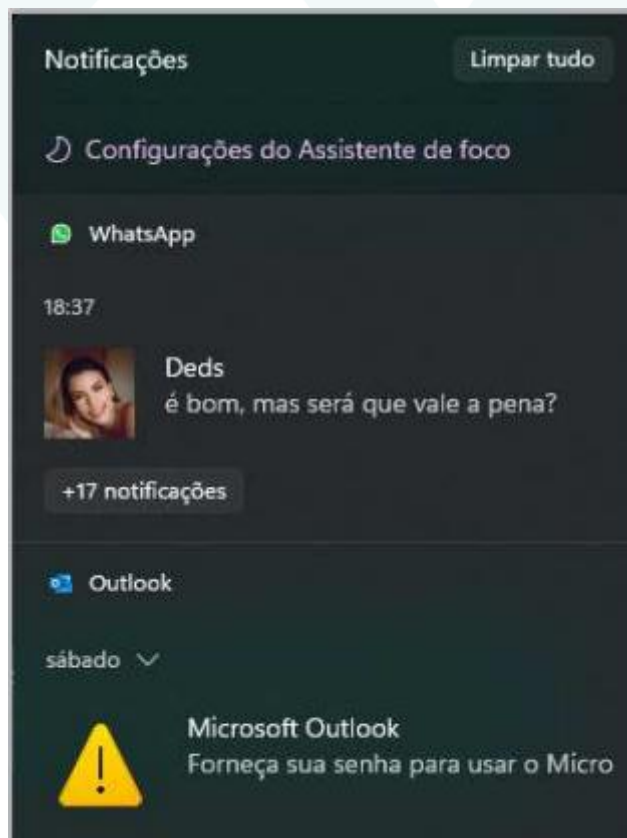 Notificações
Limpar tudo
Configurações do Assistente de foco
WhatsApp
18:37
Deds
é bom, mas será que vale a pena?
+17 notificações
Outlook
sábado
Microsoft Outlook
Forneça sua senha para usar o Micro